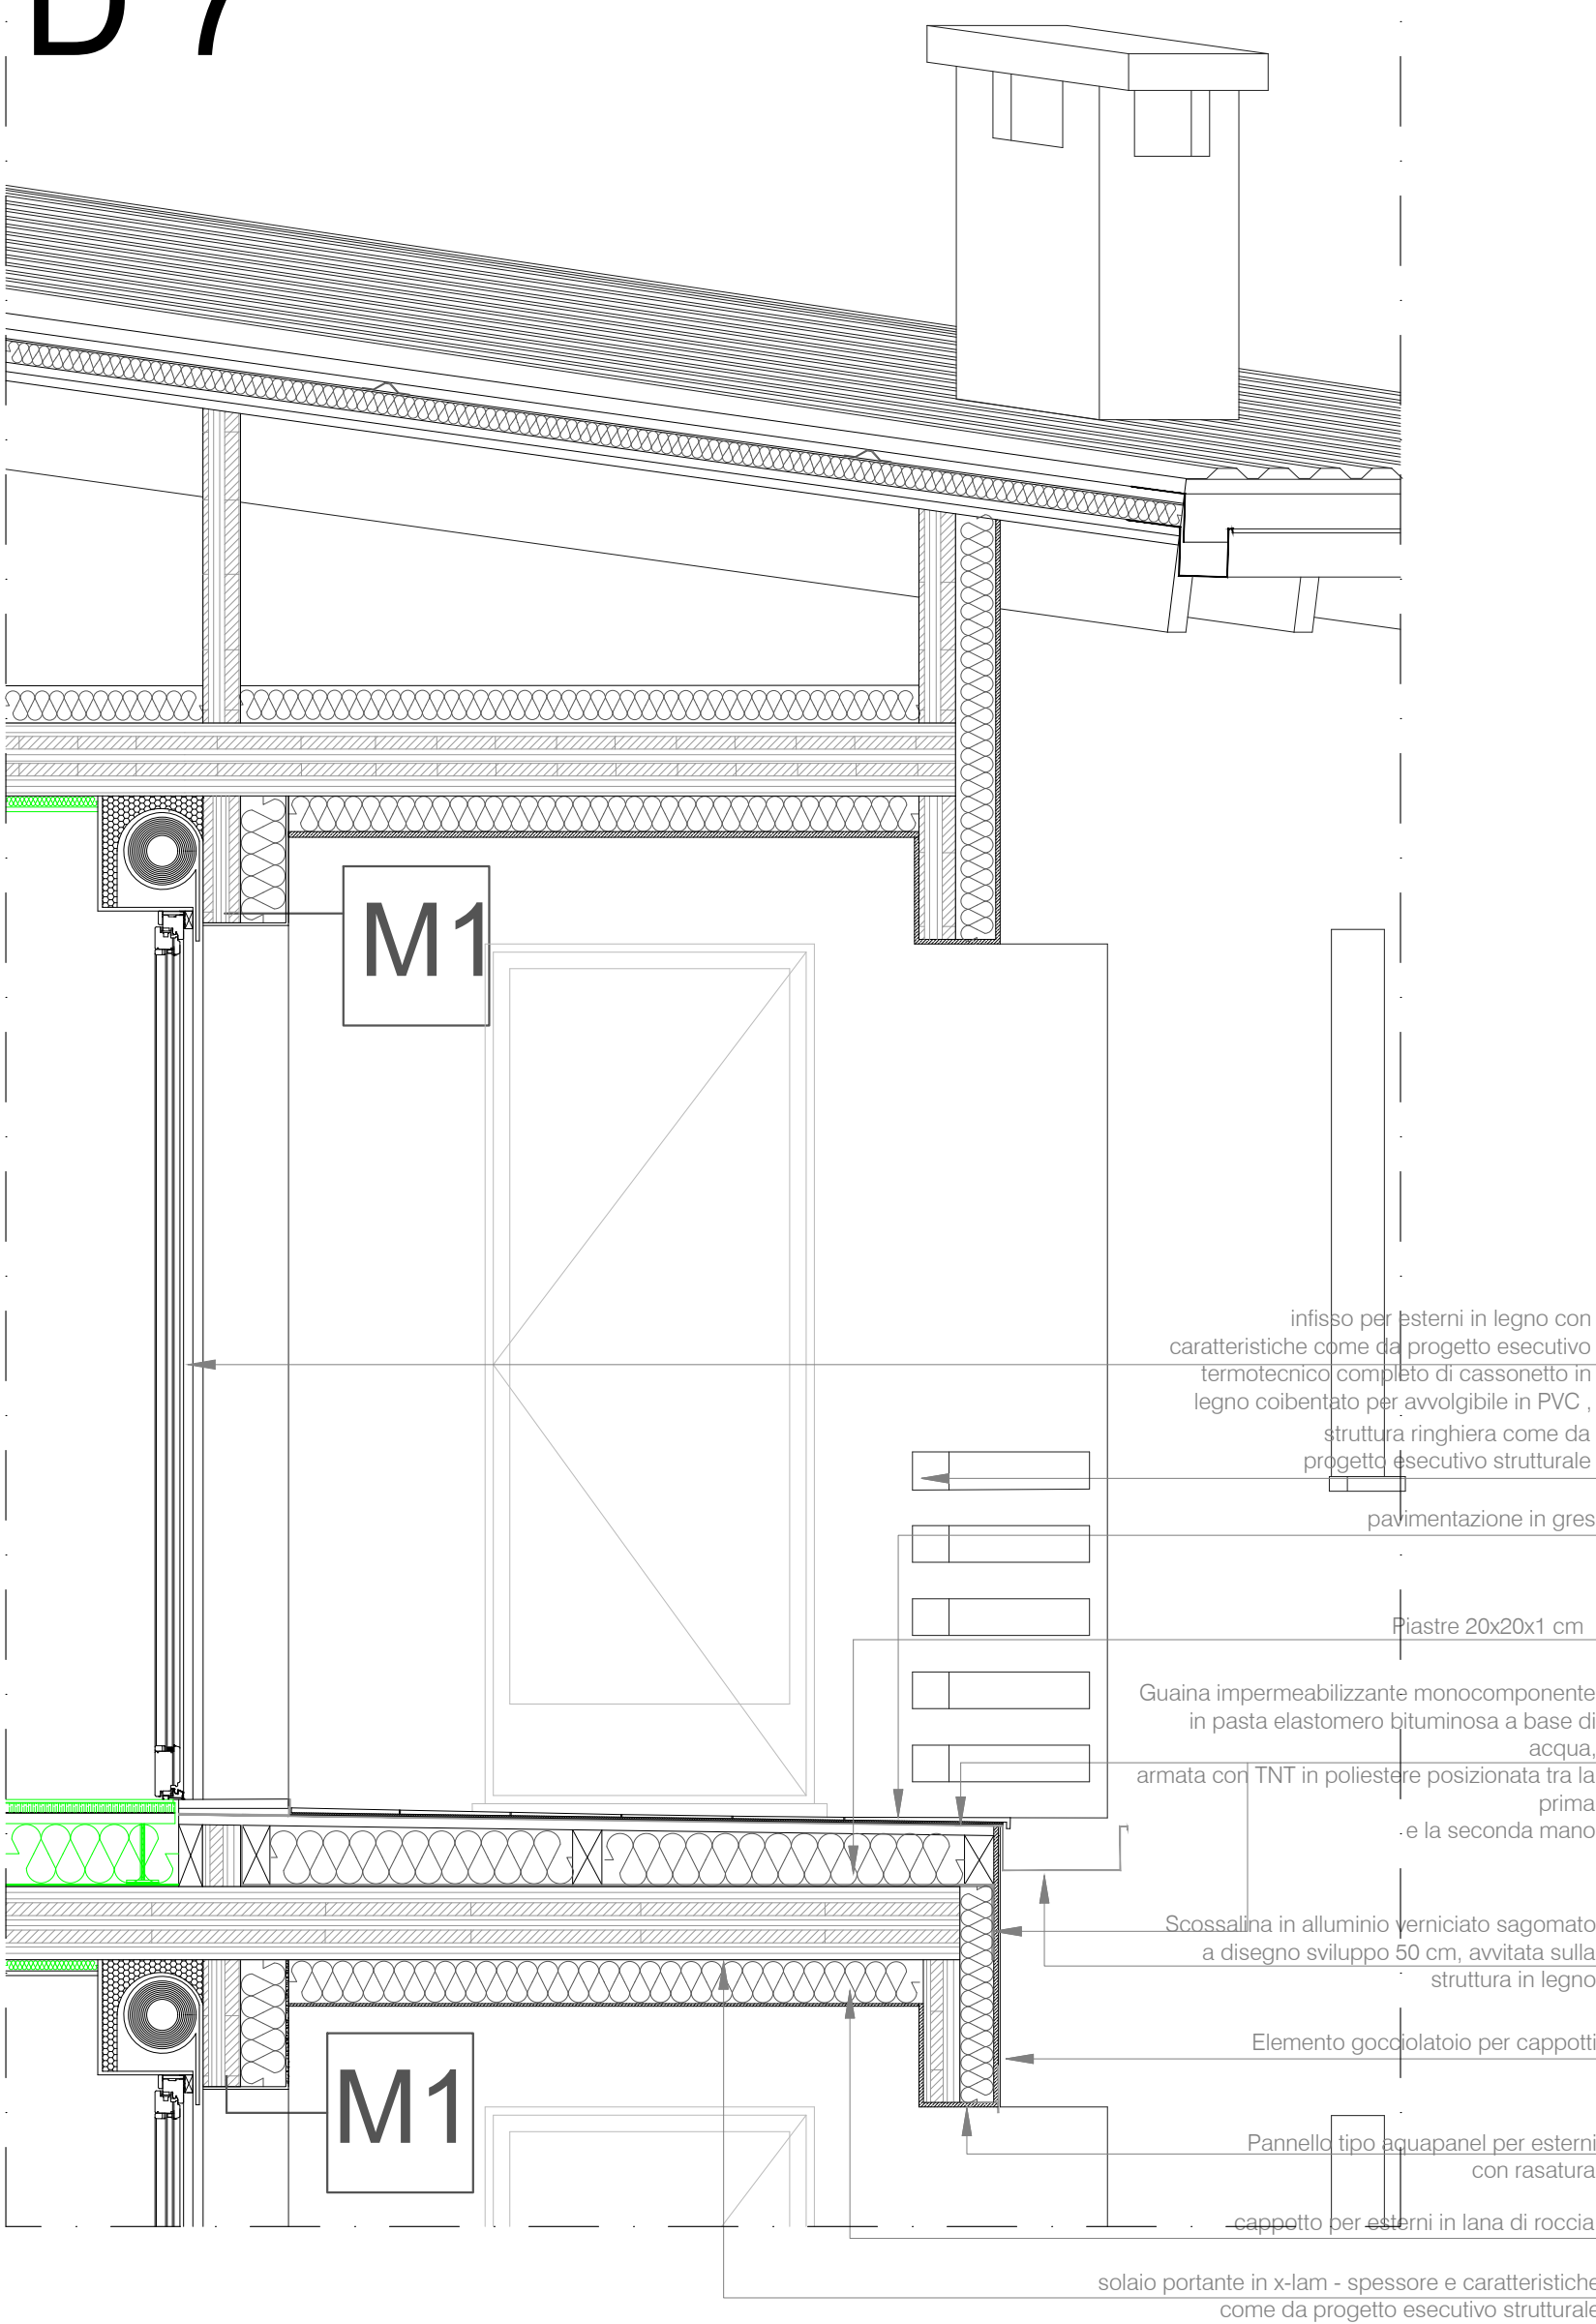 D 7
M1
infisso per esterni in legno con
caratteristiche come da progetto esecutivo
termotecnico completo di cassonetto in
legno coibentato per avvolgibile in PVC ,
struttura ringhiera come da
progetto esecutivo strutturale
pavimentazione in gres
Piastre 20x20x1 cm
Guaina impermeabilizzante monocomponente
in pasta elastomero bituminosa a base di
acqua,
armata con TNT in poliestere posizionata tra la
prima
e la seconda mano
Scossalina in alluminio verniciato sagomato
a disegno sviluppo 50 cm, avvitata sulla
struttura in legno
Elemento gocciolatoio per cappotti
M1
Pannello tipo aquapanel per esterni
con rasatura
cappotto per esterni in lana di roccia
solaio portante in x-lam - spessore e caratteristiche
come da progetto esecutivo strutturale